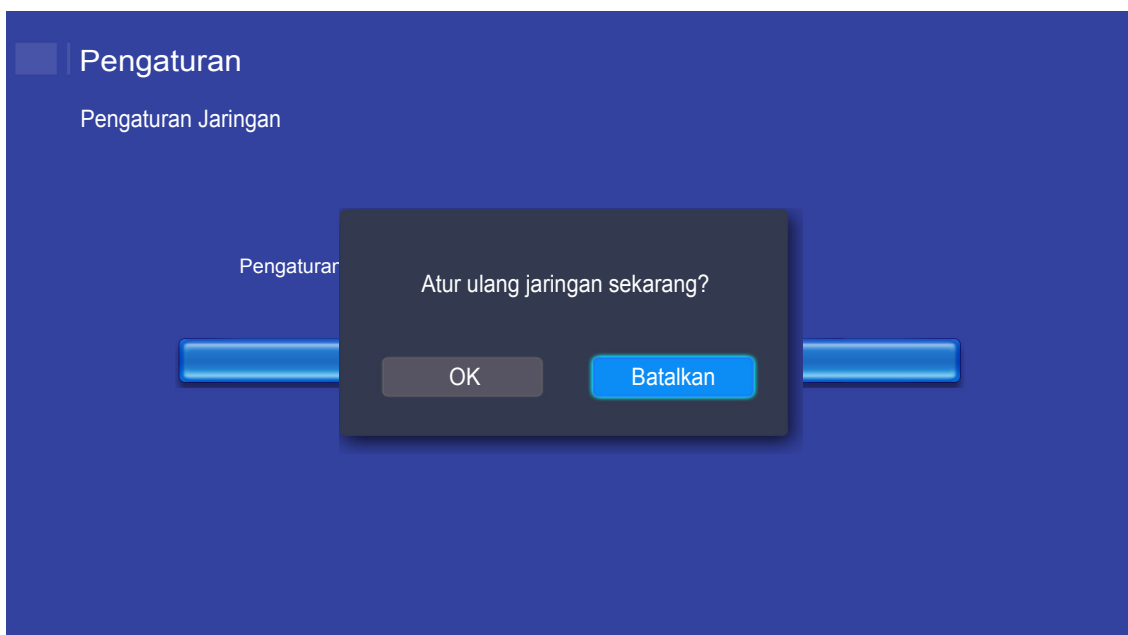 Pengaturan
Pengaturan Jaringan
Pengaturan
Atur ulang jaringan sekarang?
OK
Batalkan